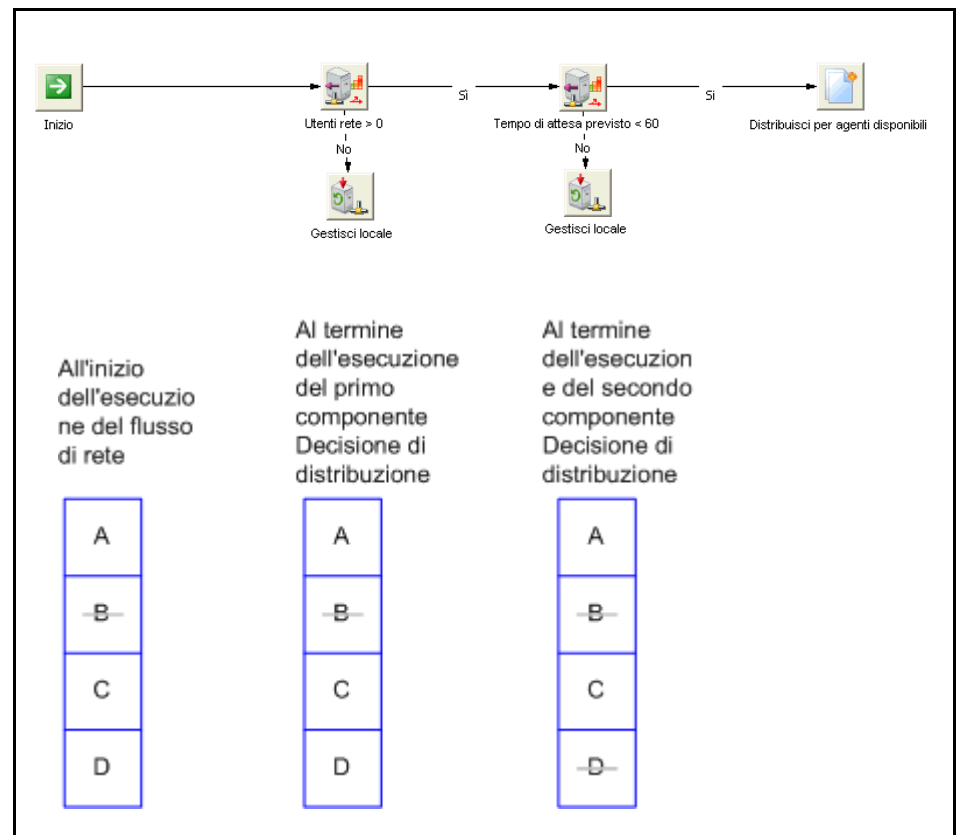 Sì
Si
Inizio
Utenti rete > 0
Tempo di attesa previsto < 60
Distribuisci per agenti disponibili
No
No
Gestisci locale
Gestisci locale
All'inizio
dell'esecuzio
ne del flusso
di rete
Al termine
dell'esecuzione
del primo
componente
Decisione di
distribuzione
Al termine
dell'esecuzion
e del secondo
componente
Decisione di
distribuzione
A
B
C
D
A
B
C
D
A
B
C
D